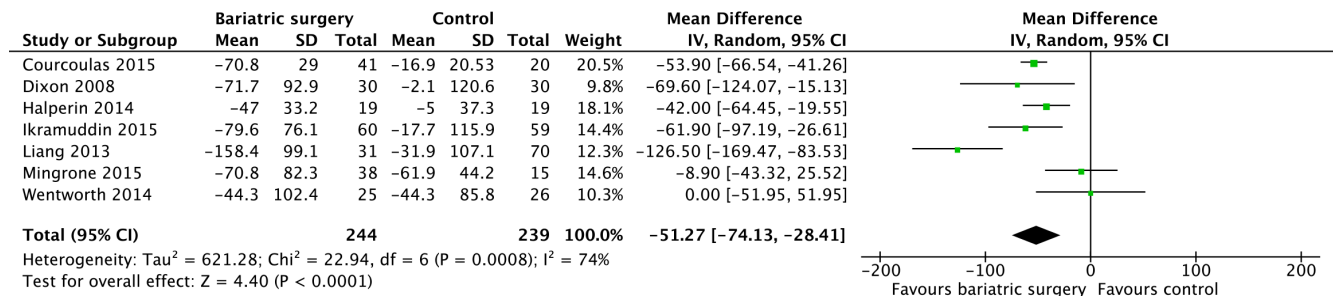 Bariatric surgery Control Mean Difference Mean Difference
Study or Subgroup Mean SD Total Mean SD Total Weight IV, Random, 95% CI IV, Random, 95% CI
Courcoulas 2015 −70.8 29 41 −16.9 20.53 20 20.5% −53.90 [−66.54, −41.26]
Dixon 2008 −71.7 92.9 30 −2.1 120.6 30 9.8% −69.60 [−124.07, −15.13]
Halperin 2014 −47 33.2 19 −5 37.3 19 18.1% −42.00 [−64.45, −19.55]
Ikramuddin 2015 −79.6 76.1 60 −17.7 115.9 59 14.4% −61.90 [−97.19, −26.61]
Liang 2013 −158.4 99.1 31 −31.9 107.1 70 12.3% −126.50 [−169.47, −83.53]
Mingrone 2015 −70.8 82.3 38 −61.9 44.2 15 14.6% −8.90 [−43.32, 25.52]
Wentworth 2014 −44.3 102.4 25 −44.3 85.8 26 10.3% 0.00 [−51.95, 51.95]
Total (95% CI) 244 239 100.0% −51.27 [−74.13, −28.41]
Heterogeneity: Tau² = 621.28; Chi² = 22.94, df = 6 (P = 0.0008); I² = 74%
Test for overall effect: Z = 4.40 (P < 0.0001)
−200 −100 0 100 200
Favours bariatric surgery Favours control